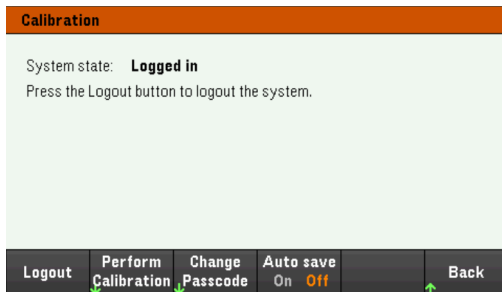 Calibration
System state: Logged in
Press the Logout button to logout the system.
Logout
Perform
Calibration
Change
Passcode
Auto save
On Off
Back